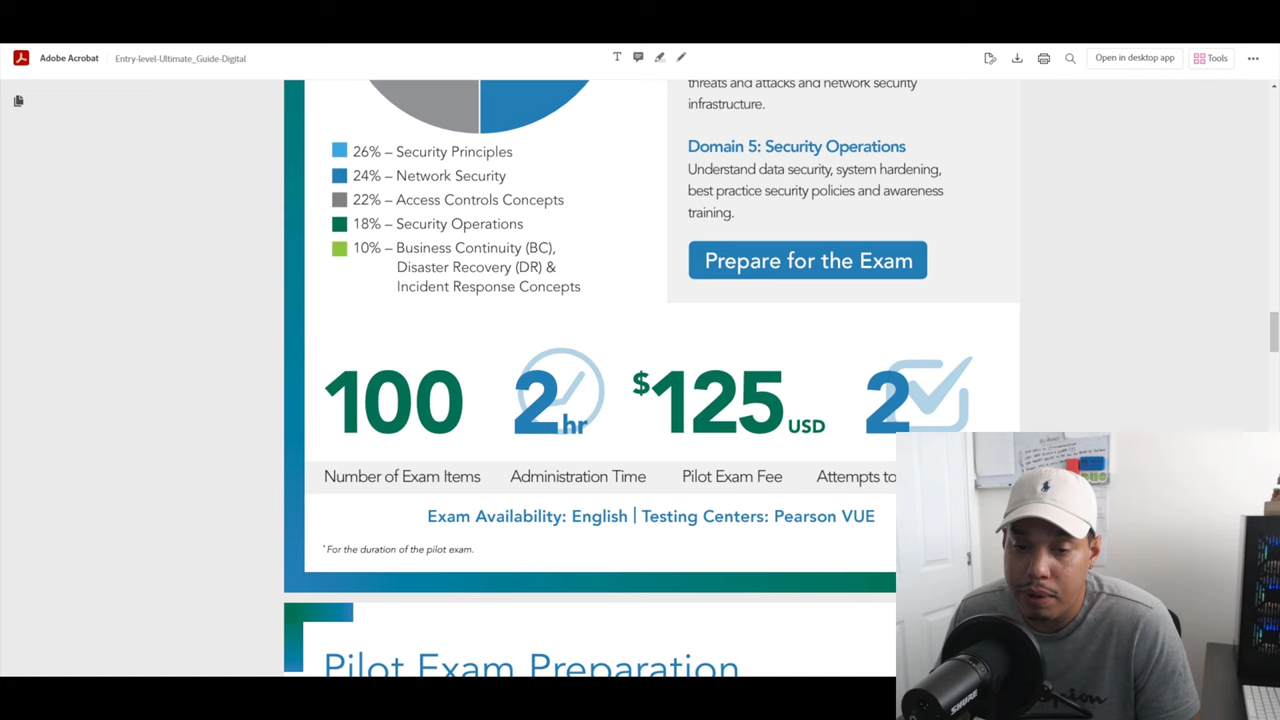 Adobe Acrobat
Entry-level-Ultimate_Guide-Digital
Open in desktop app
Tools
threats and attacks and network security
infrastructure.
26% – Security Principles
24% – Network Security
22% – Access Controls Concepts
18% – Security Operations
10% – Business Continuity (BC),
Disaster Recovery (DR) &
Incident Response Concepts
Domain 5: Security Operations
Understand data security, system hardening,
best practice security policies and awareness
training.
Prepare for the Exam
100
2hr
$125 USD
2
Number of Exam Items
Administration Time
Pilot Exam Fee
Attempts to
Exam Availability: English | Testing Centers: Pearson VUE
*For the duration of the pilot exam.
Pilot Exam Preparation
SHURE